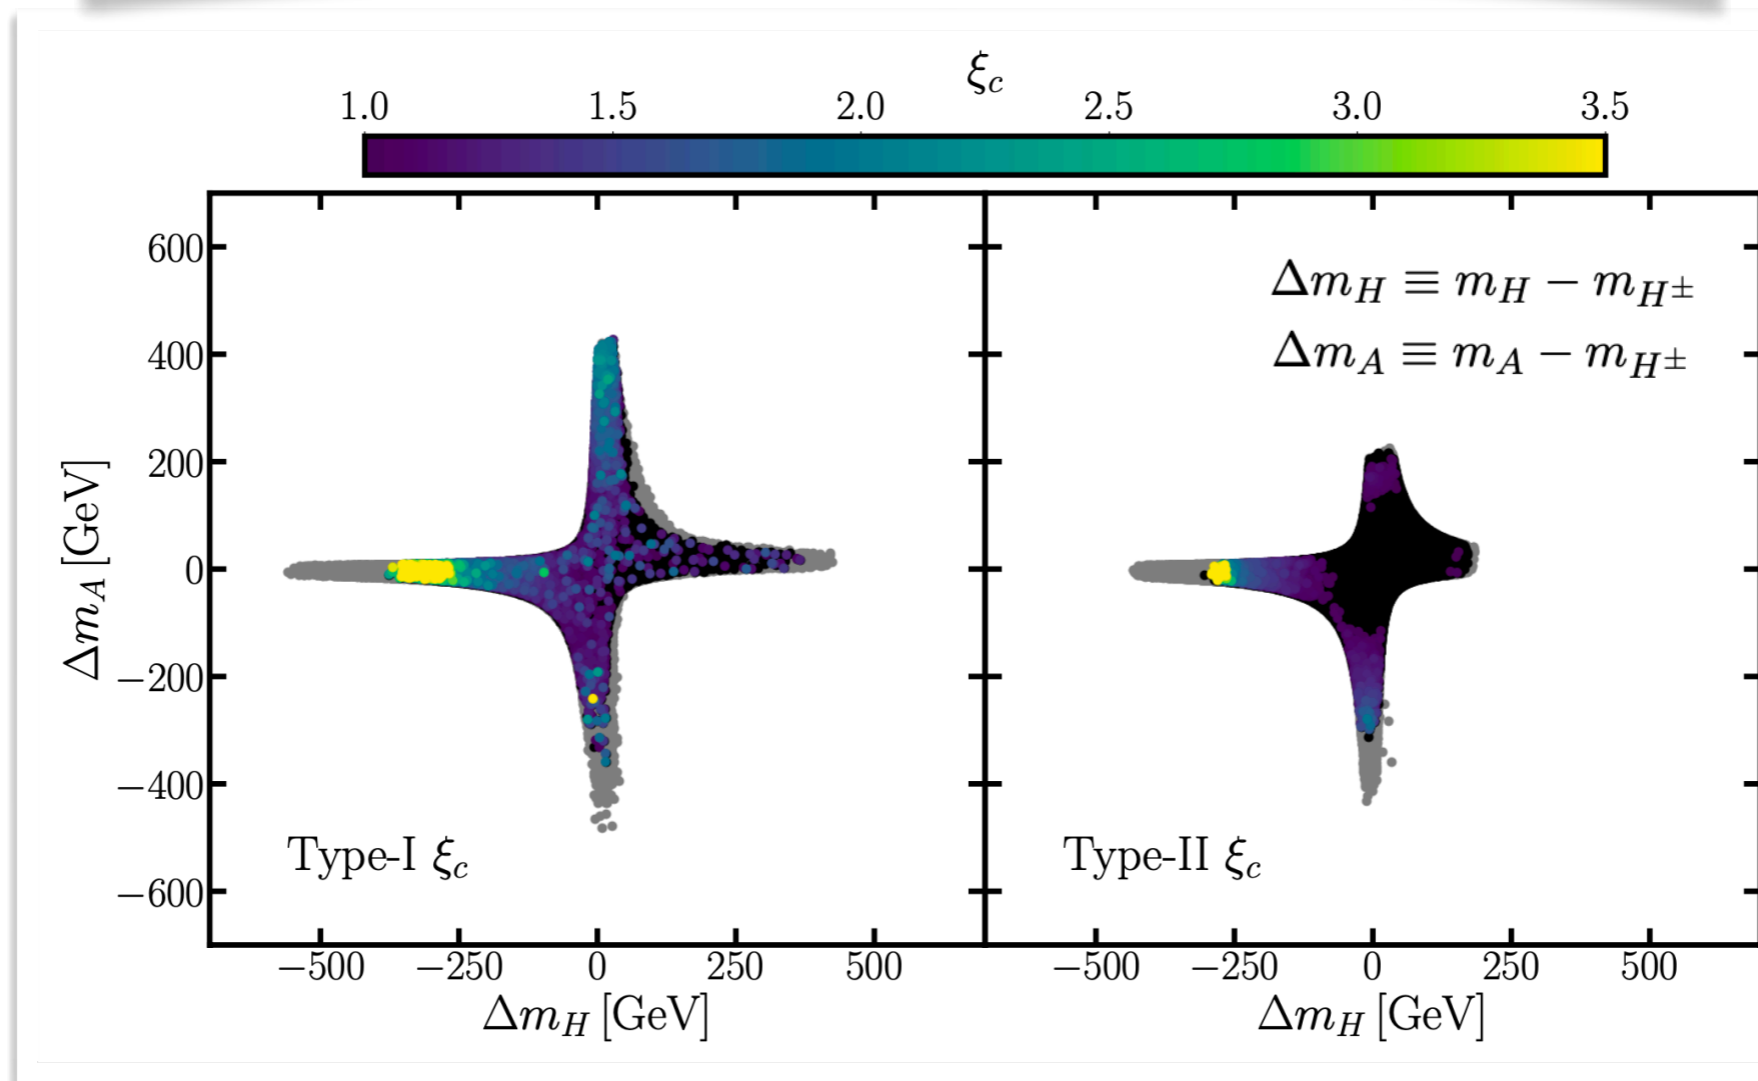 ξ_c
1.0 1.5 2.0 2.5 3.0 3.5
Δm_H ≡ m_H − m_{H^±}
Δm_A ≡ m_A − m_{H^±}
600
400
200
0
−200
−400
−600
Δm_A [GeV]
Type-I ξ_c
Type-II ξ_c
−500 −250 0 250 500
−500 −250 0 250 500
Δm_H [GeV]
Δm_H [GeV]